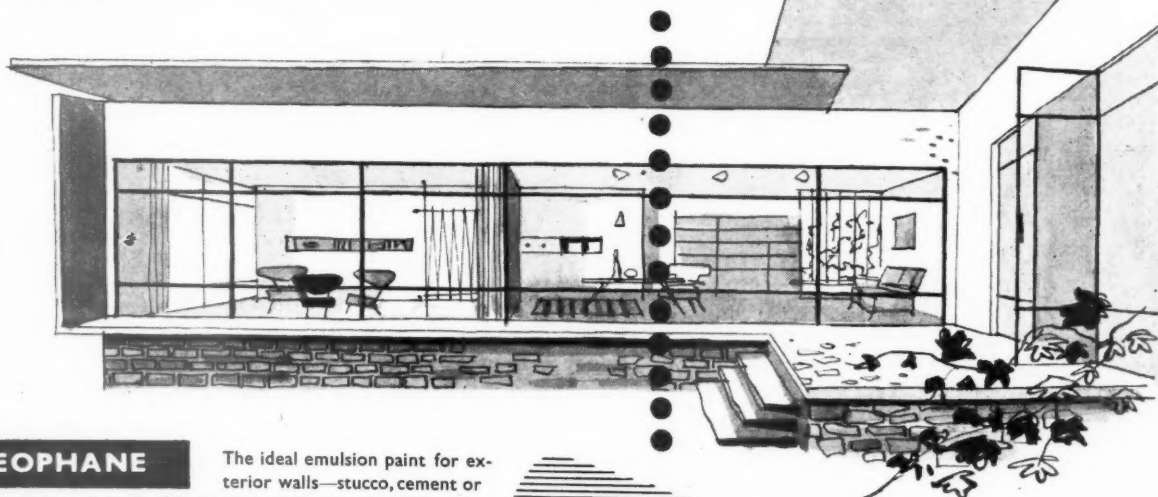 EOPHANE
The ideal emulsion paint for ex-
terior walls—stucco, cement or